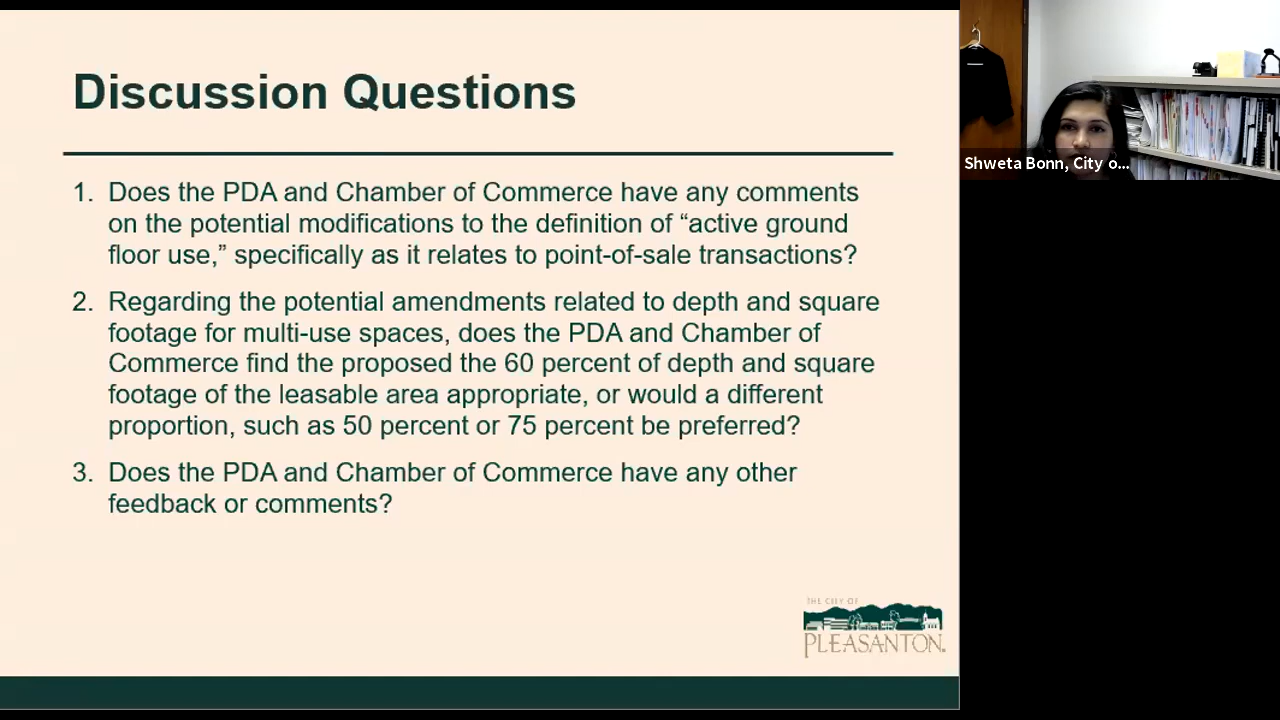 Discussion Questions
1. Does the PDA and Chamber of Commerce have any comments
on the potential modifications to the definition of “active ground
floor use,” specifically as it relates to point-of-sale transactions?
2. Regarding the potential amendments related to depth and square
footage for multi-use spaces, does the PDA and Chamber of
Commerce find the proposed the 60 percent of depth and square
footage of the leasable area appropriate, or would a different
proportion, such as 50 percent or 75 percent be preferred?
3. Does the PDA and Chamber of Commerce have any other
feedback or comments?
THE CITY OF
PLEASANTON.
Shweta Bonn, City o...